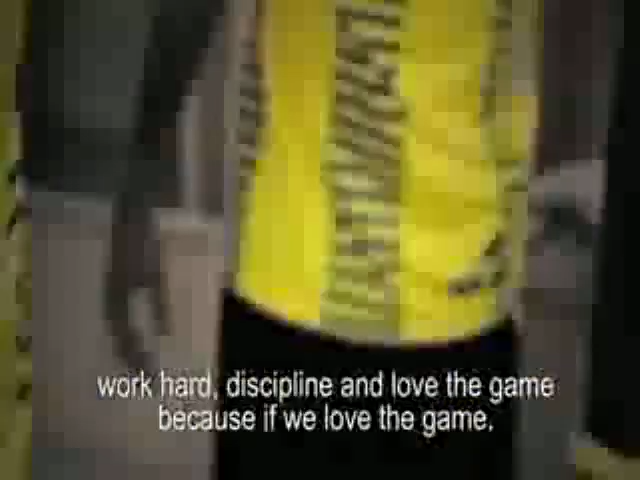 work hard, discipline and love the game
because if we love the game,